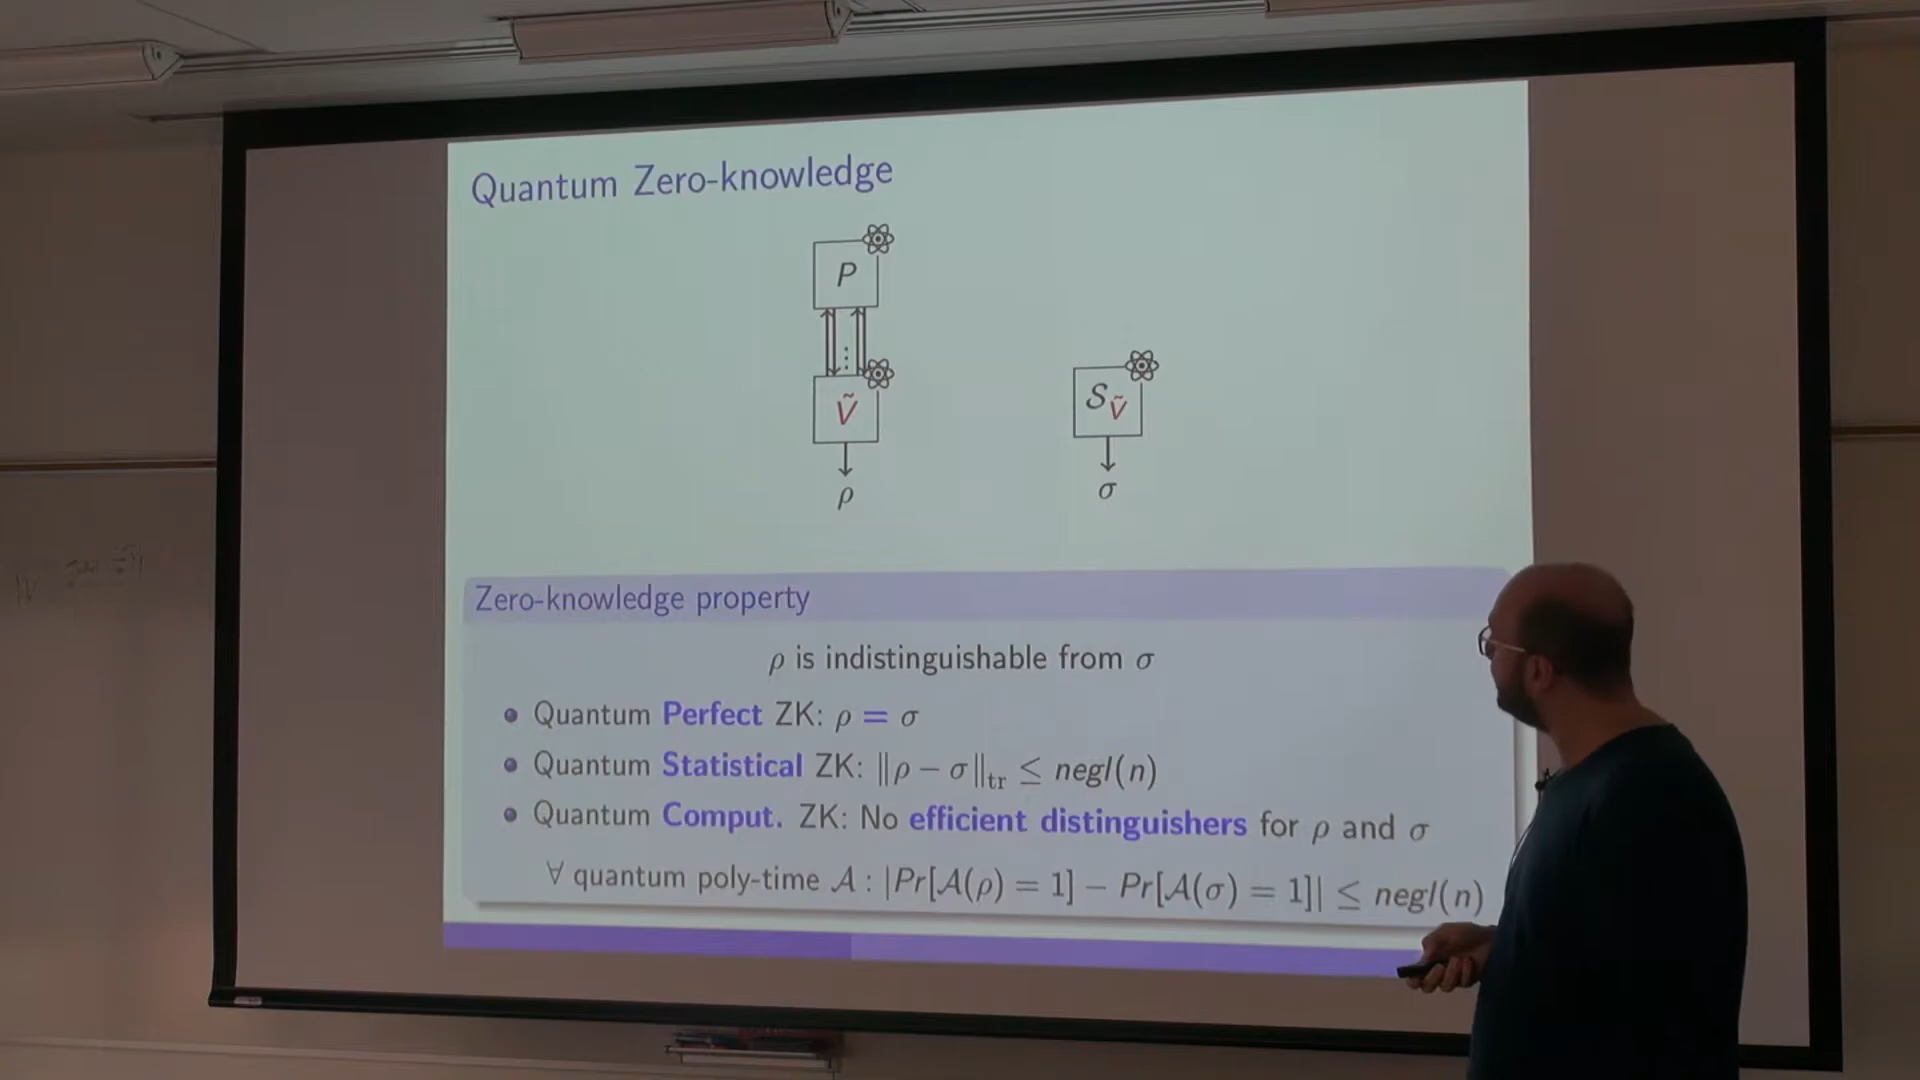 Quantum Zero-knowledge
P
⋮
Ṽ
𝒮_Ṽ
ρ
σ
Zero-knowledge property
ρ is indistinguishable from σ
Quantum Perfect ZK: ρ = σ
Quantum Statistical ZK: ‖ρ − σ‖_tr ≤ negl(n)
Quantum Comput. ZK: No efficient distinguishers for ρ and σ
∀ quantum poly-time 𝒜 : |Pr[𝒜(ρ) = 1] − Pr[𝒜(σ) = 1]| ≤ negl(n)